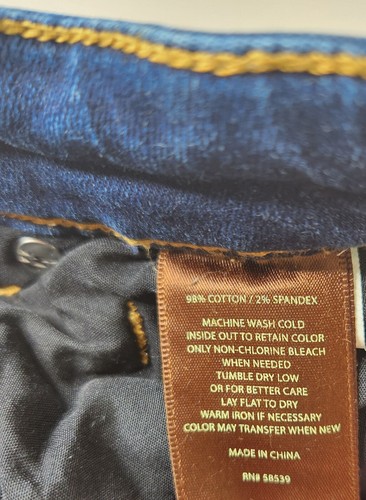 98% COTTON / 2% SPANDEX
MACHINE WASH COLD
INSIDE OUT TO RETAIN COLOR
ONLY NON-CHLORINE BLEACH
WHEN NEEDED
TUMBLE DRY LOW
OR FOR BETTER CARE
LAY FLAT TO DRY
WARM IRON IF NECESSARY
COLOR MAY TRANSFER WHEN NEW
MADE IN CHINA
RN# 58539